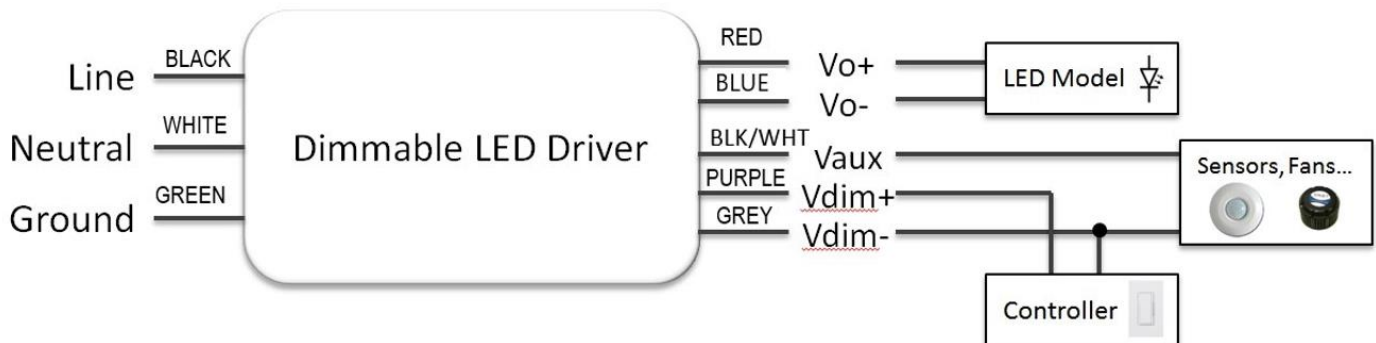 BLACK
Line
WHITE
Neutral
GREEN
Ground
Dimmable LED Driver
RED
Vo+
BLUE
Vo-
BLK/WHT
Vaux
PURPLE
Vdim+
GREY
Vdim-
LED Model
Sensors, Fans...
Controller